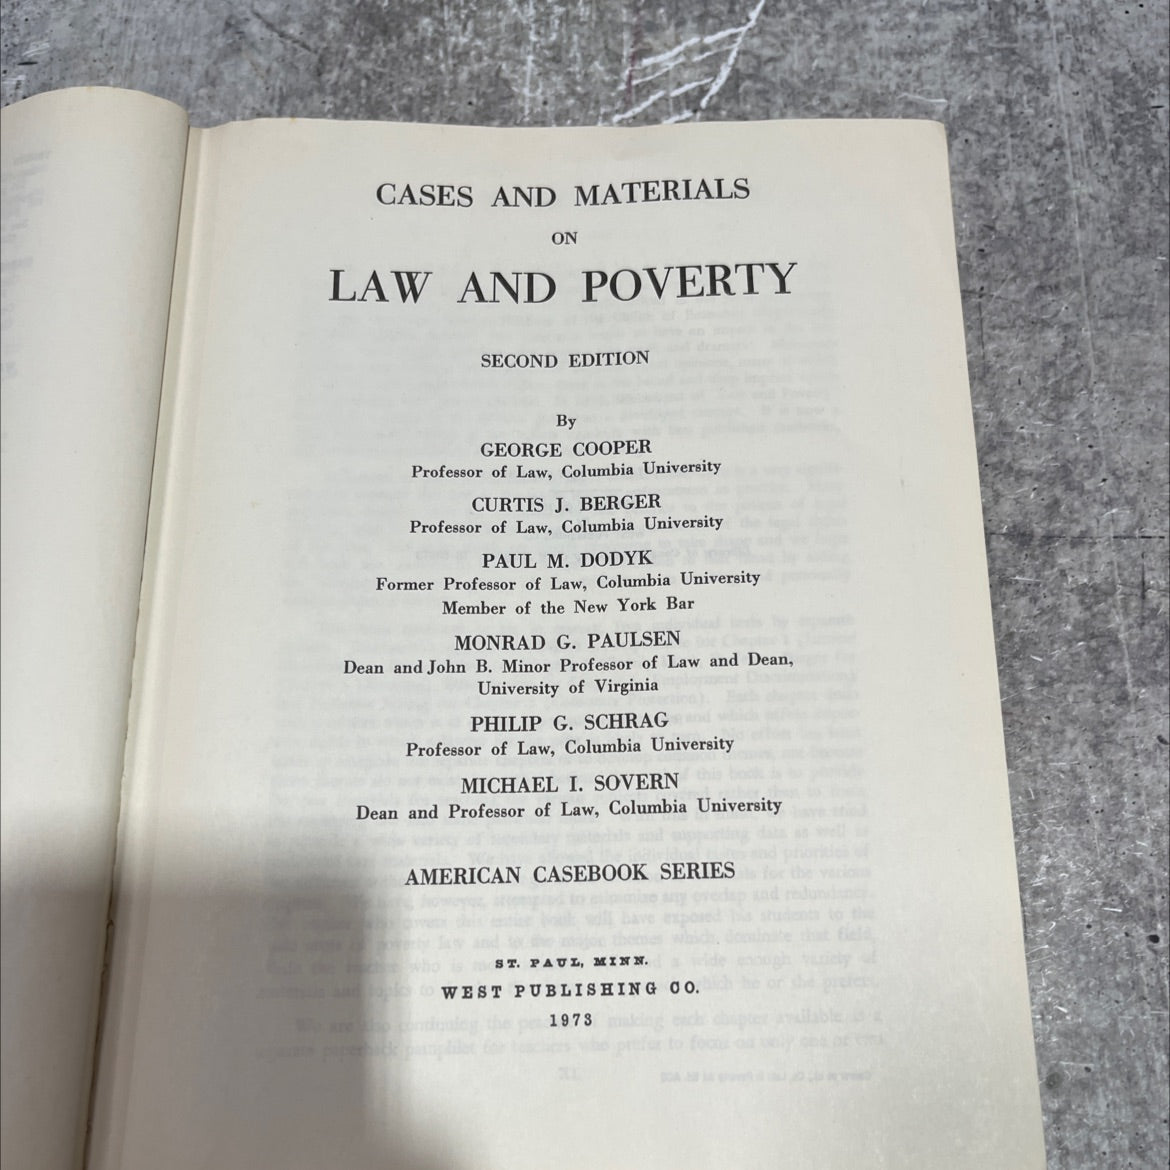 CASES AND MATERIALS
ON
LAW AND POVERTY
SECOND EDITION
By
GEORGE COOPER
Professor of Law, Columbia University
CURTIS J. BERGER
Professor of Law, Columbia University
PAUL M. DODYK
Former Professor of Law, Columbia University
Member of the New York Bar
MONRAD G. PAULSEN
Dean and John B. Minor Professor of Law and Dean,
University of Virginia
PHILIP G. SCHRAG
Professor of Law, Columbia University
MICHAEL I. SOVERN
Dean and Professor of Law, Columbia University
AMERICAN CASEBOOK SERIES
ST. PAUL, MINN.
WEST PUBLISHING CO.
1973